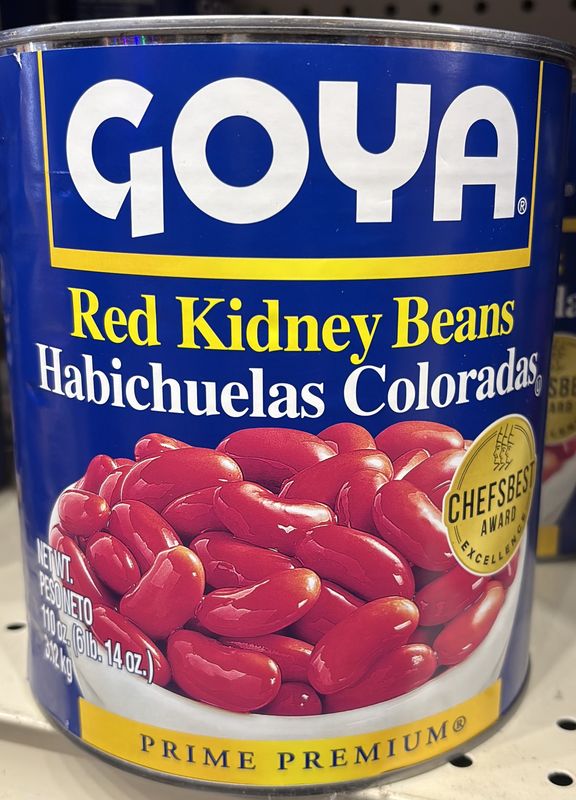 GOYA®
Red Kidney Beans
Habichuelas Coloradas®
CHEFSBEST
AWARD
EXCELLENCE
NET WT.
PESO NETO
110 oz. (6 lb. 14 oz.)
3.12 kg
PRIME PREMIUM®